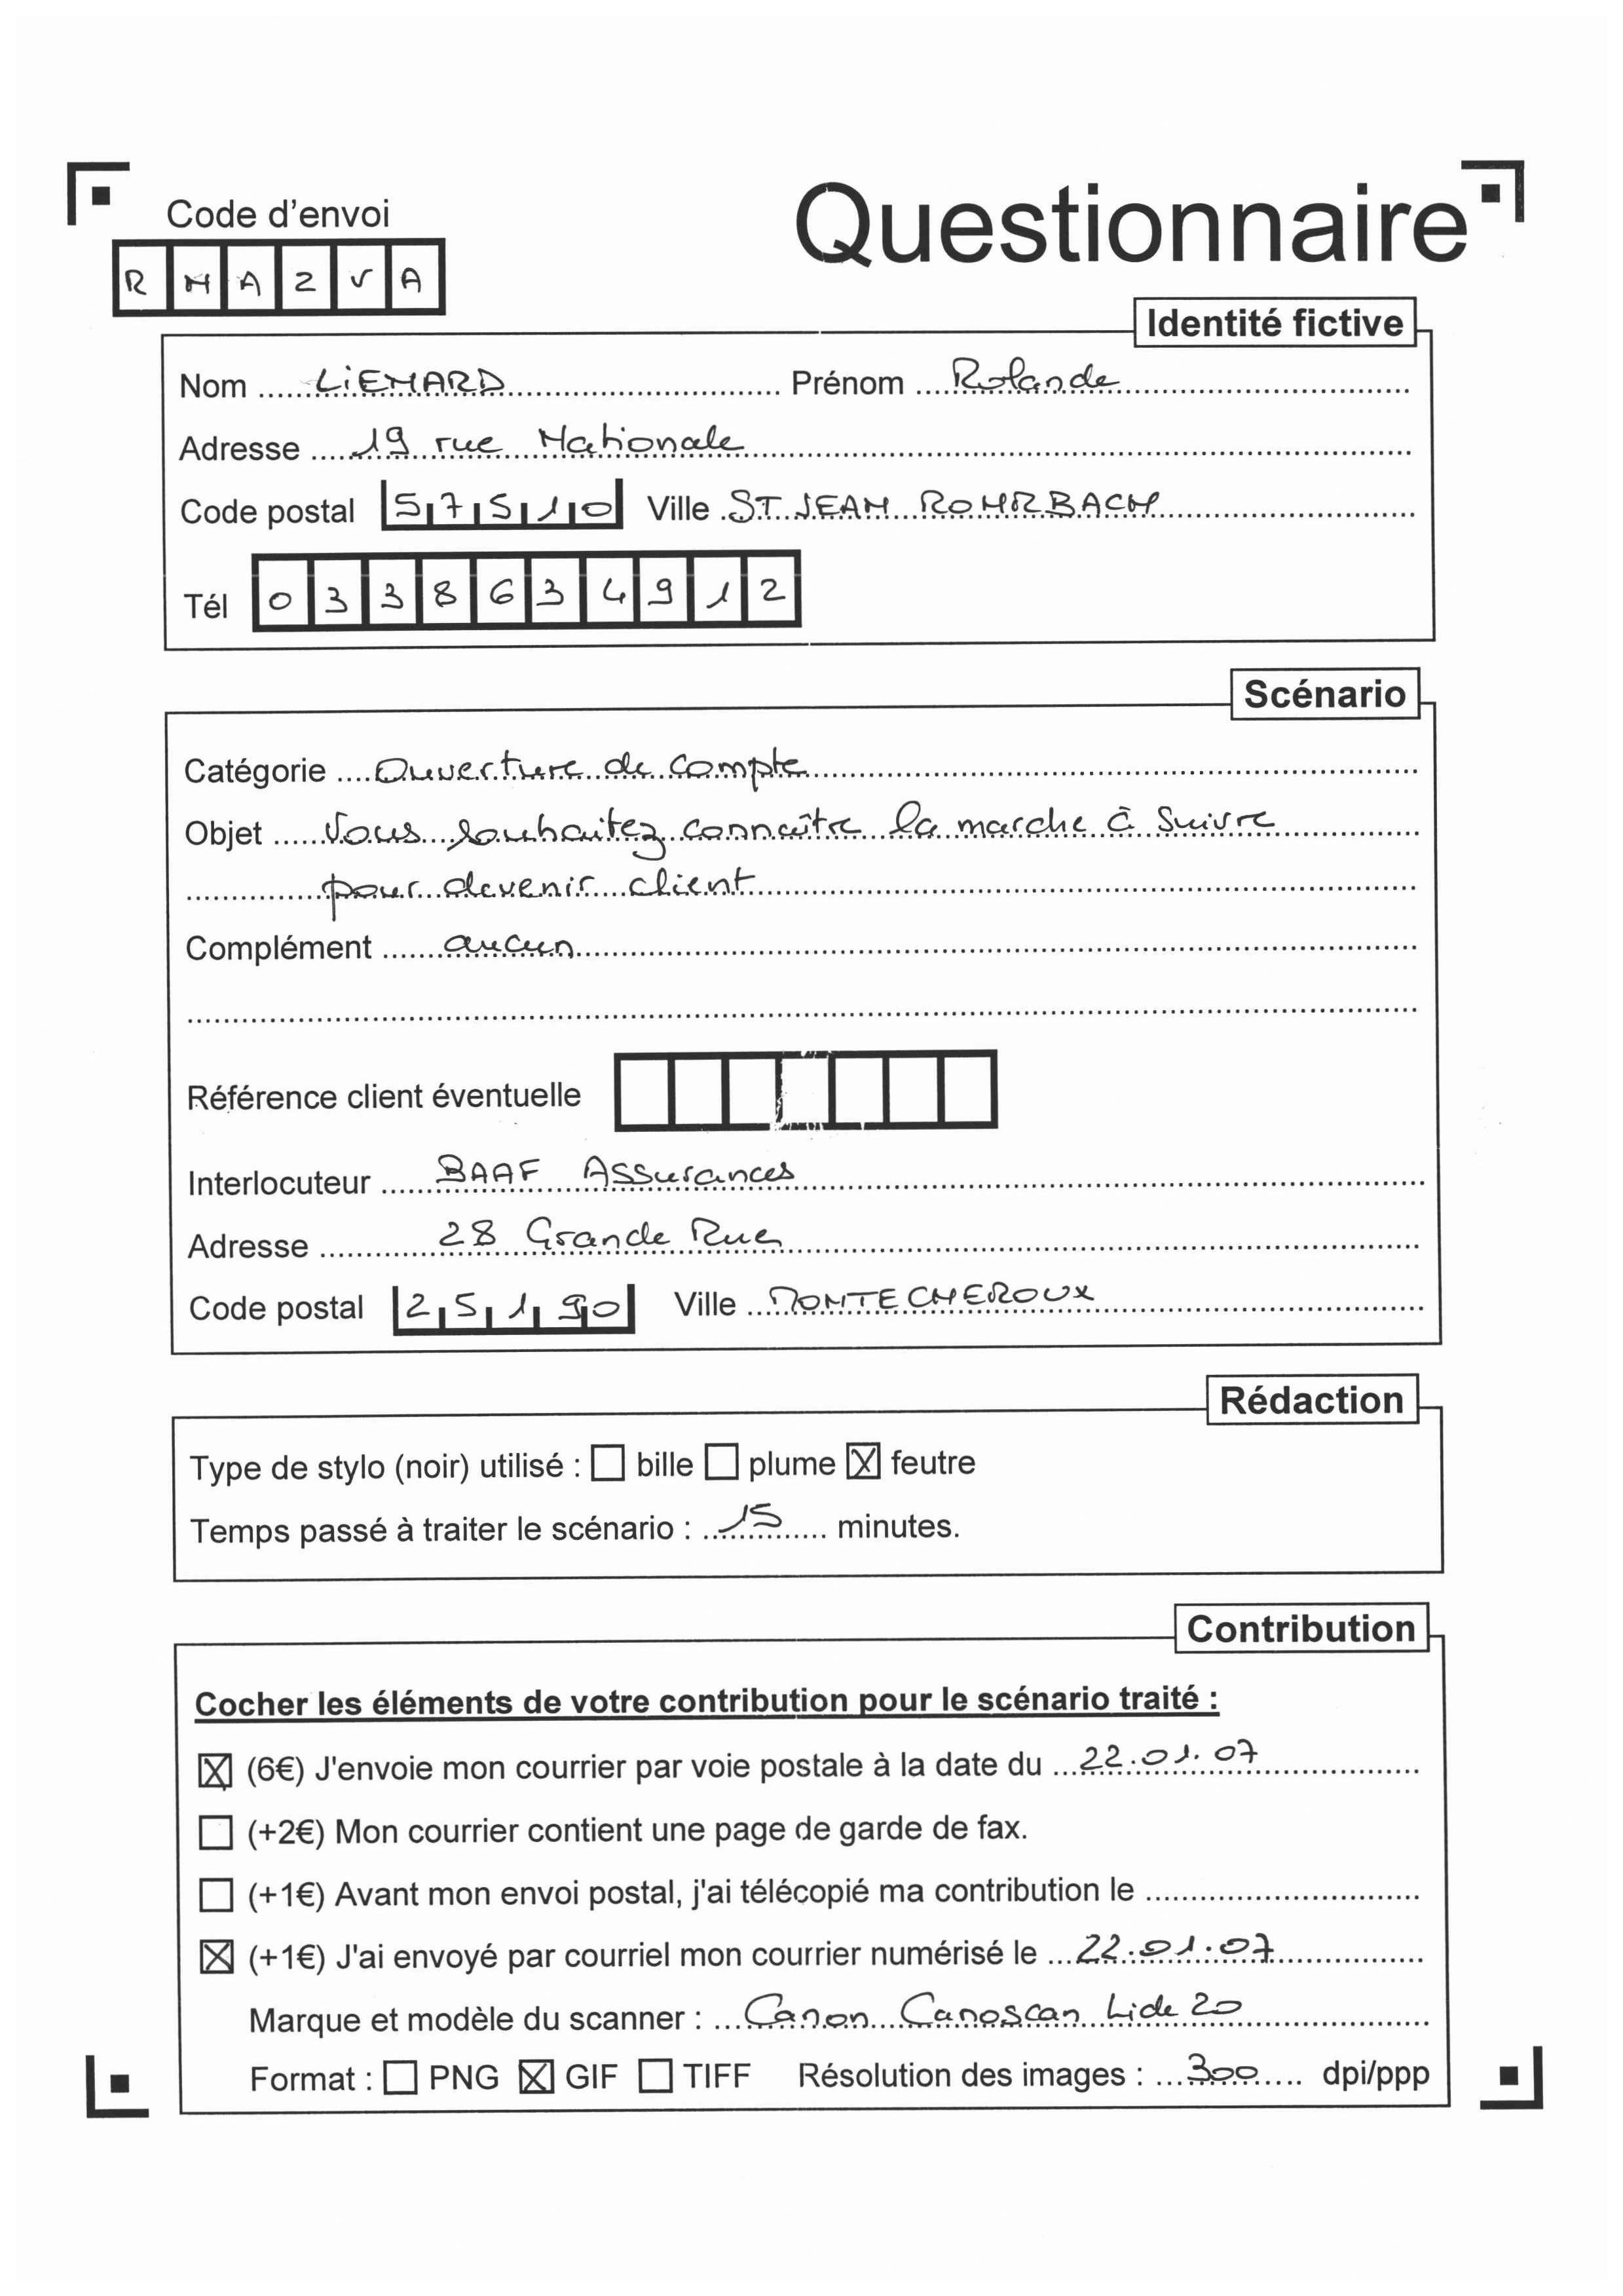 Code d'envoi
Questionnaire
RNAZVA
Identité fictive
Nom LIENARD Prénom Rolande
Adresse 19 rue Nationale
Code postal 57510 Ville ST JEAN ROHRBACH
Tél 0338634912
Scénario
Catégorie Ouverture de compte
Objet Vous souhaitez connaître la marche à suivre
pour devenir client
Complément aucun
Référence client éventuelle
Interlocuteur BAAF Assurances
Adresse 28 Grande Rue
Code postal 25190 Ville MONTECHEROUX
Rédaction
Type de stylo (noir) utilisé : bille plume feutre
Temps passé à traiter le scénario : 15 minutes.
Contribution
Cocher les éléments de votre contribution pour le scénario traité :
(6€) J'envoie mon courrier par voie postale à la date du 22.01.07
(+2€) Mon courrier contient une page de garde de fax.
(+1€) Avant mon envoi postal, j'ai télécopié ma contribution le
(+1€) J'ai envoyé par courriel mon courrier numérisé le 22.01.07
Marque et modèle du scanner : Canon Canoscan Lide 20
Format : PNG GIF TIFF Résolution des images : 300 dpi/ppp